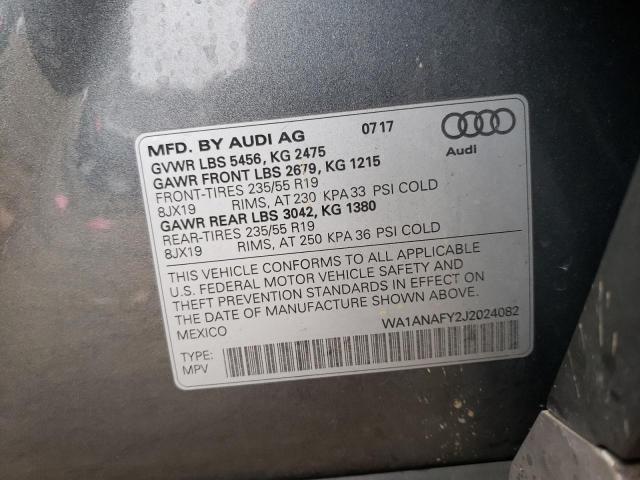 MFD. BY AUDI AG 07 17
GVWR LBS 5456, KG 2475
GAWR FRONT LBS 2679, KG 1215
FRONT-TIRES 235/55 R19
8JX19 RIMS, AT 230 KPA 33 PSI COLD
GAWR REAR LBS 3042, KG 1380
REAR-TIRES 235/55 R19
8JX19 RIMS, AT 250 KPA 36 PSI COLD
Audi
THIS VEHICLE CONFORMS TO ALL APPLICABLE
U.S. FEDERAL MOTOR VEHICLE SAFETY AND
THEFT PREVENTION STANDARDS IN EFFECT ON
THE DATE OF MANUFACTURE SHOWN ABOVE.
MEXICO
WA1ANAFY2J2024082
TYPE:
MPV